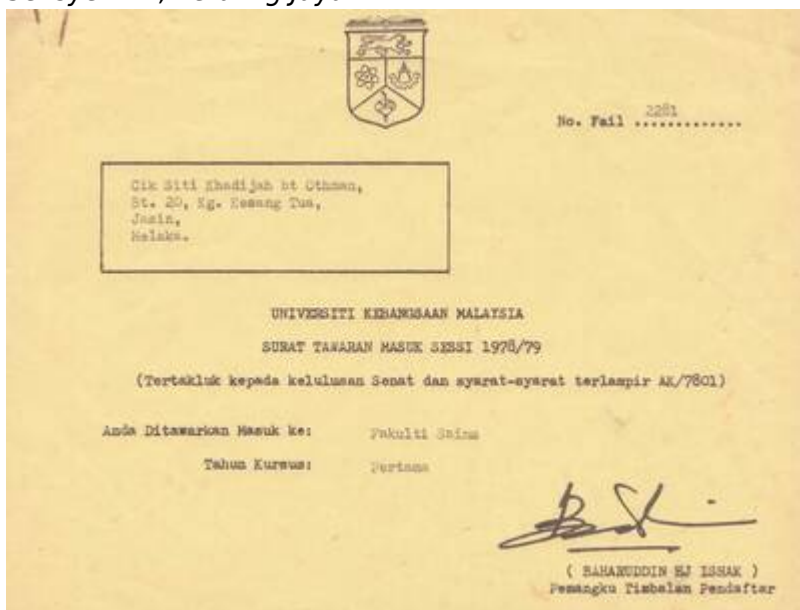 No. Fail 2281 .............
Cik Siti Khadijah bt Othman,
Bt. 20, Kg. Kesang Tua,
Jasin,
Melaka.
UNIVERSITI KEBANGSAAN MALAYSIA
SURAT TAWARAN MASUK SESSI 1978/79
(Tertakluk kepada kelulusan Senat dan syarat-syarat terlampir AK/7801)
Anda Ditawarkan Masuk ke: Fakulti Sains
Tahun Kursus: Pertama
( BAHARUDDIN HJ ISHAK )
Pemangku Timbalan Pendaftar